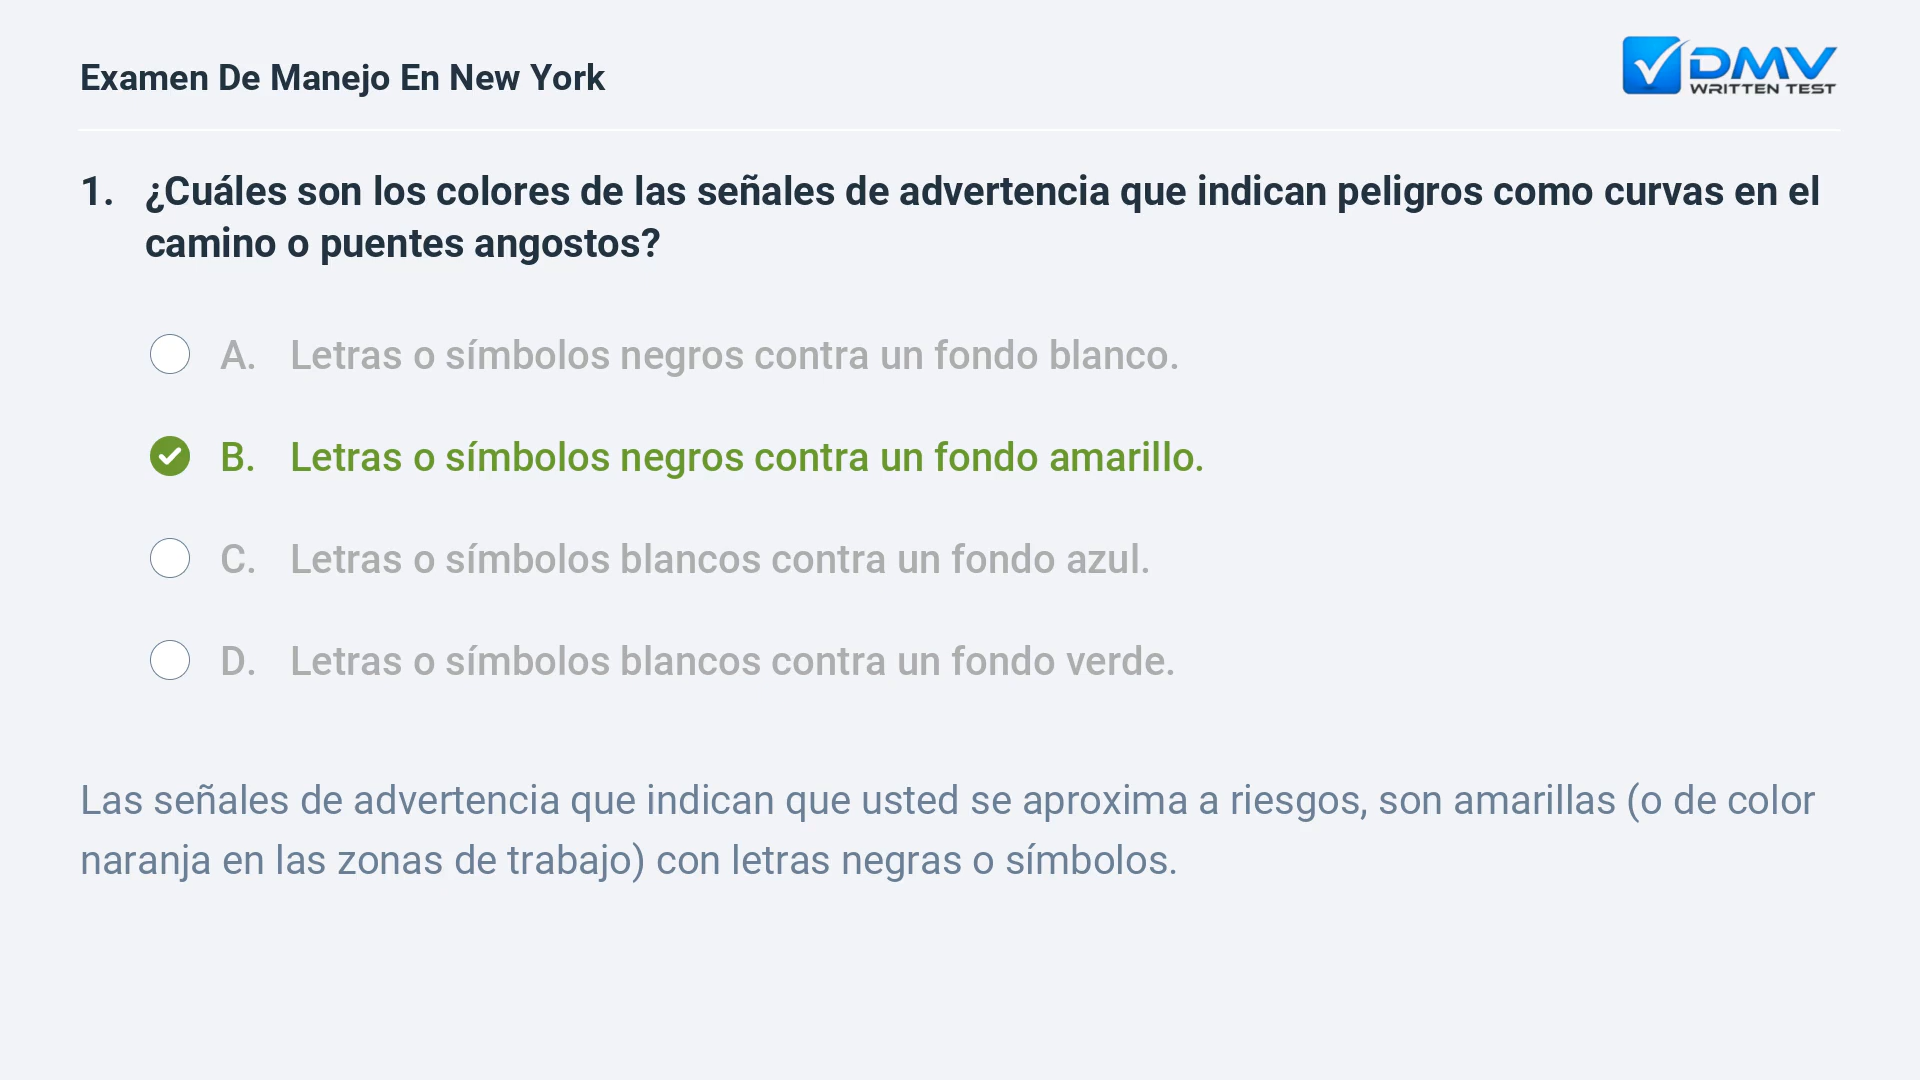 Examen De Manejo En New York
DMV
WRITTEN TEST
1. ¿Cuáles son los colores de las señales de advertencia que indican peligros como curvas en el
camino o puentes angostos?
A. Letras o símbolos negros contra un fondo blanco.
B. Letras o símbolos negros contra un fondo amarillo.
C. Letras o símbolos blancos contra un fondo azul.
D. Letras o símbolos blancos contra un fondo verde.
Las señales de advertencia que indican que usted se aproxima a riesgos, son amarillas (o de color
naranja en las zonas de trabajo) con letras negras o símbolos.